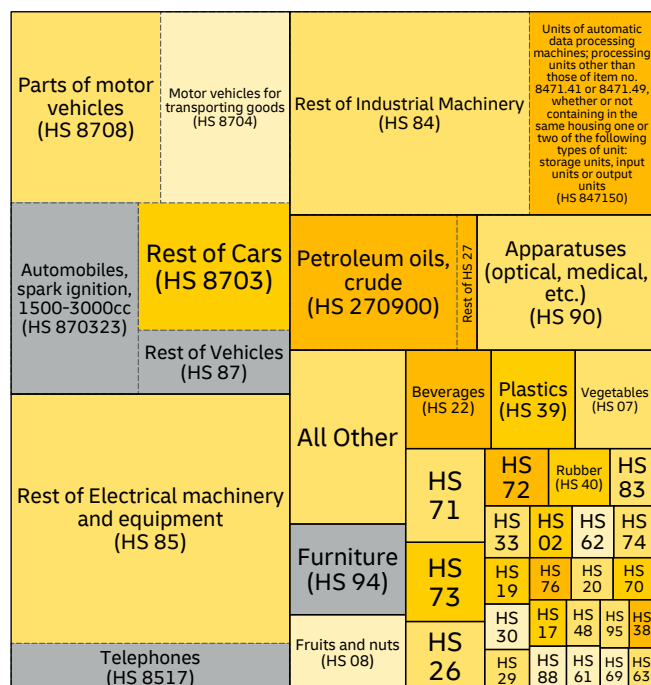 Parts of motor
vehicles
(HS 8708)
Motor vehicles for
transporting goods
(HS 8704)
Rest of Industrial Machinery
(HS 84)
Units of automatic
data processing
machines; processing
units other than
those of item no.
8471.41 or 8471.49,
whether or not
containing in the
same housing one or
two of the following
types of unit:
storage units, input
units or output
units
(HS 847150)
Automobiles,
spark ignition,
1500-3000cc
(HS 870323)
Rest of Cars
(HS 8703)
Rest of Vehicles
(HS 87)
Petroleum oils,
crude
(HS 270900)
Rest of HS 27
Apparatuses
(optical, medical,
etc.)
(HS 90)
Rest of Electrical machinery
and equipment
(HS 85)
Telephones
(HS 8517)
All Other
Furniture
(HS 94)
Fruits and nuts
(HS 08)
Beverages
(HS 22)
Plastics
(HS 39)
Vegetables
(HS 07)
HS
71
HS
73
HS
26
HS
72
Rubber
(HS 40)
HS
83
HS
33
HS
02
HS
62
HS
74
HS
19
HS
76
HS
20
HS
70
HS
30
HS
17
HS
48
HS
95
HS
38
HS
29
HS
88
HS
61
HS
69
HS
63